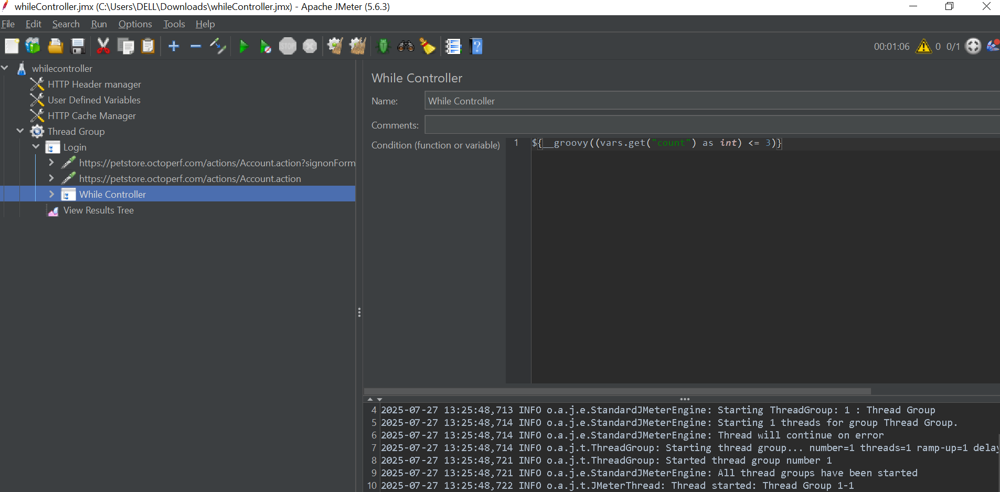 whileController.jmx (C:\Users\DELL\Downloads\whileController.jmx) - Apache JMeter (5.6.3)
File Edit Search Run Options Tools Help
STOP
00:01:06 0 0/1
whilecontroller
HTTP Header manager
User Defined Variables
HTTP Cache Manager
Thread Group
Login
https://petstore.octoperf.com/actions/Account.action?signonForm
https://petstore.octoperf.com/actions/Account.action
While Controller
View Results Tree
While Controller
Name: While Controller
Comments:
Condition (function or variable) 1 ${__groovy((vars.get("count") as int) <= 3)}
4 2025-07-27 13:25:48,713 INFO o.a.j.e.StandardJMeterEngine: Starting ThreadGroup: 1 : Thread Group
5 2025-07-27 13:25:48,714 INFO o.a.j.e.StandardJMeterEngine: Starting 1 threads for group Thread Group.
6 2025-07-27 13:25:48,714 INFO o.a.j.e.StandardJMeterEngine: Thread will continue on error
7 2025-07-27 13:25:48,714 INFO o.a.j.t.ThreadGroup: Starting thread group... number=1 threads=1 ramp-up=1 delay
8 2025-07-27 13:25:48,721 INFO o.a.j.t.ThreadGroup: Started thread group number 1
9 2025-07-27 13:25:48,721 INFO o.a.j.e.StandardJMeterEngine: All thread groups have been started
10 2025-07-27 13:25:48,722 INFO o.a.j.t.JMeterThread: Thread started: Thread Group 1-1